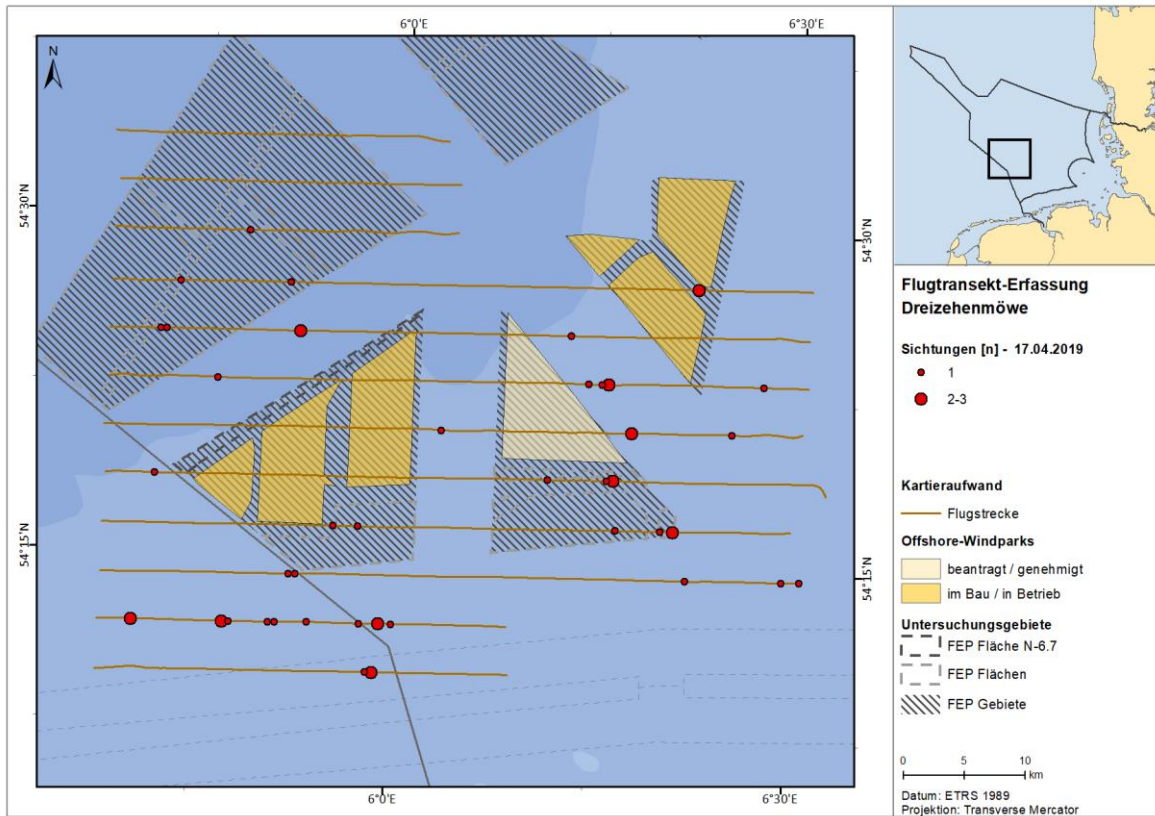 6°0'E
6°30'E
N
54°30'N
54°30'N
54°15'N
54°15'N
6°0'E
6°30'E
Flugtransekt-Erfassung
Dreizehenmöwe
Sichtungen [n] - 17.04.2019
1
2-3
Kartieraufwand
Flugstrecke
Offshore-Windparks
beantragt / genehmigt
im Bau / in Betrieb
Untersuchungsgebiete
FEP Fläche N-6.7
FEP Flächen
FEP Gebiete
0 5 10
km
Datum: ETRS 1989
Projektion: Transverse Mercator